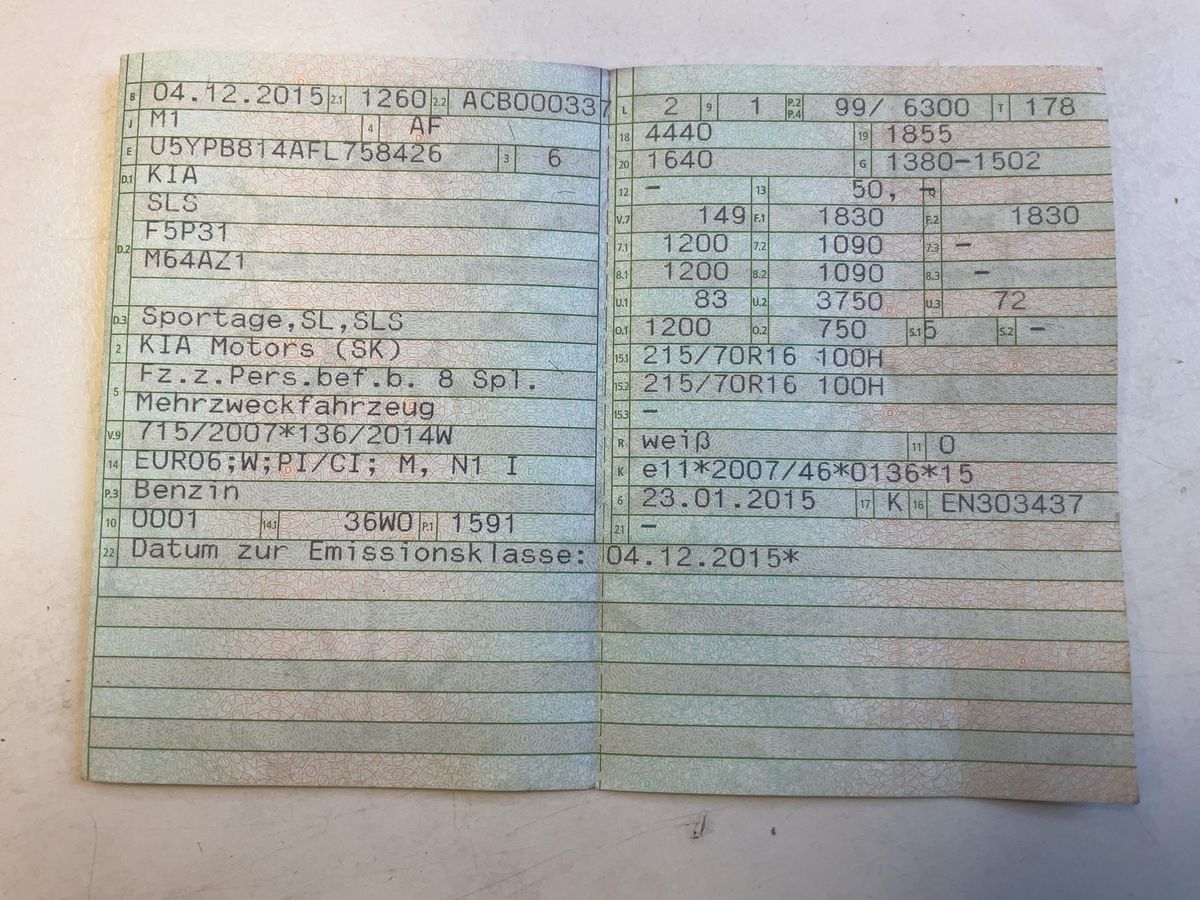 B 04.12.2015 2.1 1260 2.2 ACB000337
J M1 4 AF
E U5YPB814AFL758426 3 6
D.1 KIA
SLS
D.2 F5P31
M64AZ1
D.3 Sportage,SL,SLS
2 KIA Motors (SK)
5 Fz.z.Pers.bef.b. 8 Spl.
Mehrzweckfahrzeug
V.9 715/2007*136/2014W
14 EURO6;W;PI/CI; M, N1 I
P.3 Benzin
10 0001 14.1 36W0 P.1 1591
22 Datum zur Emissionsklasse: 04.12.2015*
L 2 9 1 P.2 P.4 99/ 6300 T 178
18 4440 19 1855
20 1640 G 1380-1502
12 - 13 50, - Q
V.7 149 F.1 1830 F.2 1830
7.1 1200 7.2 1090 7.3 -
8.1 1200 8.2 1090 8.3 -
U.1 83 U.2 3750 U.3 72
O.1 1200 O.2 750 S.1 5 S.2 -
15.1 215/70R16 100H
15.2 215/70R16 100H
15.3 -
R weiß 11 0
K e11*2007/46*0136*15
6 23.01.2015 17 K 16 EN303437
21 -